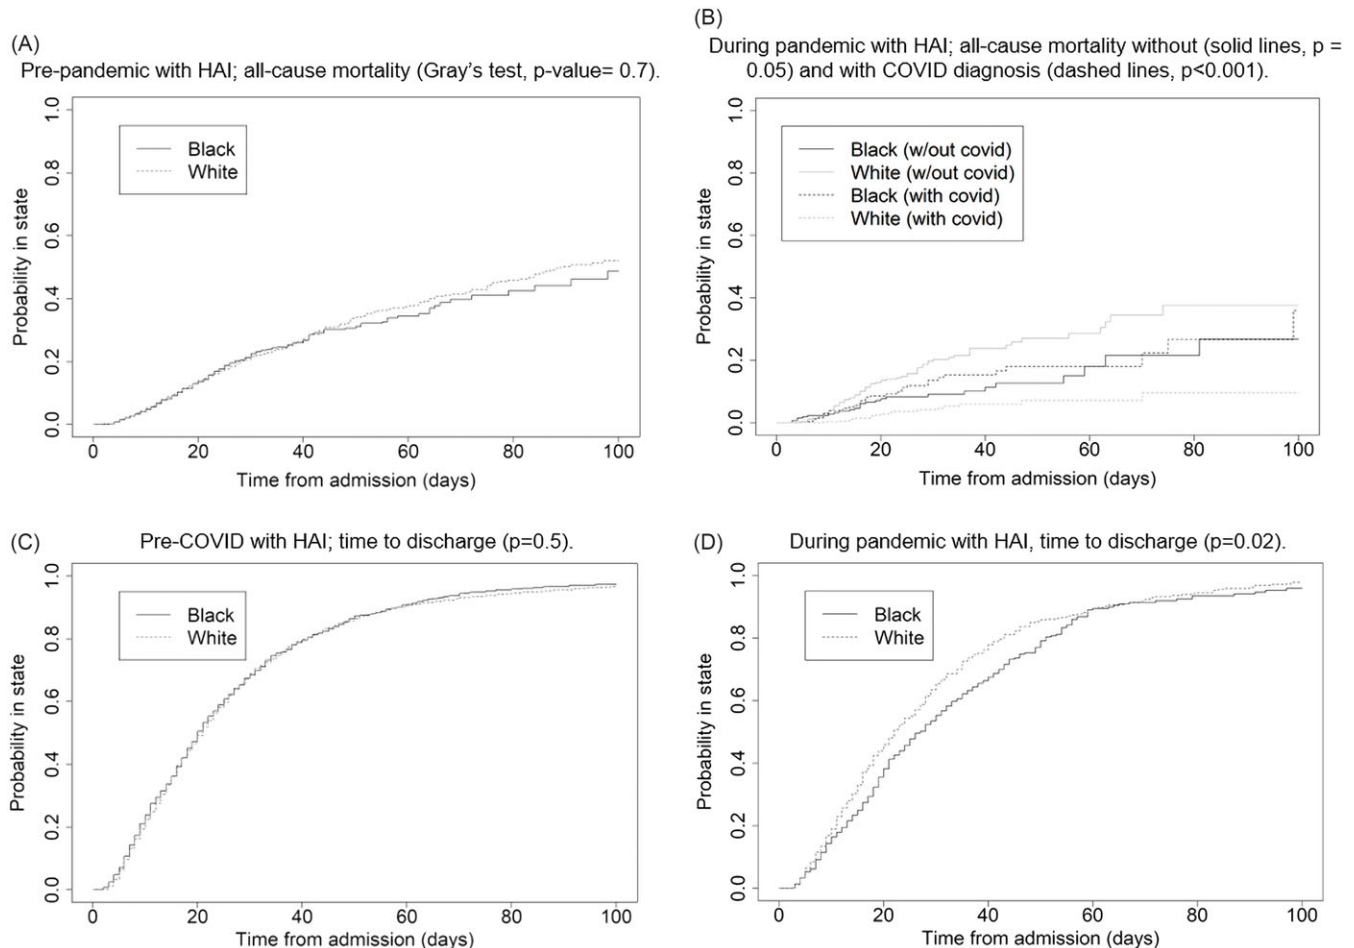 (A)
Pre-pandemic with HAI; all-cause mortality (Gray's test, p-value= 0.7).
Probability in state
1.0
0.8
0.6
0.4
0.2
0.0
Black
White
0 20 40 60 80 100
Time from admission (days)
(B)
During pandemic with HAI; all-cause mortality without (solid lines, p =
0.05) and with COVID diagnosis (dashed lines, p<0.001).
Probability in state
1.0
0.8
0.6
0.4
0.2
0.0
Black (w/out covid)
White (w/out covid)
Black (with covid)
White (with covid)
0 20 40 60 80 100
Time from admission (days)
(C)
Pre-COVID with HAI; time to discharge (p=0.5).
Probability in state
1.0
0.8
0.6
0.4
0.2
0.0
Black
White
0 20 40 60 80 100
Time from admission (days)
(D)
During pandemic with HAI, time to discharge (p=0.02).
Probability in state
1.0
0.8
0.6
0.4
0.2
0.0
Black
White
0 20 40 60 80 100
Time from admission (days)